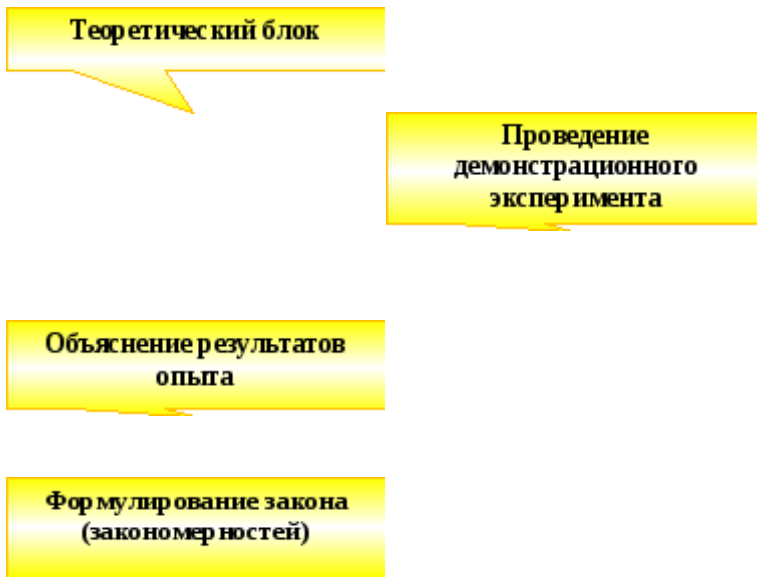 Теоретический блок
Проведение
демонстрационного
эксперимента
Объяснение результатов
опыта
Формулирование закона
(закономерностей)